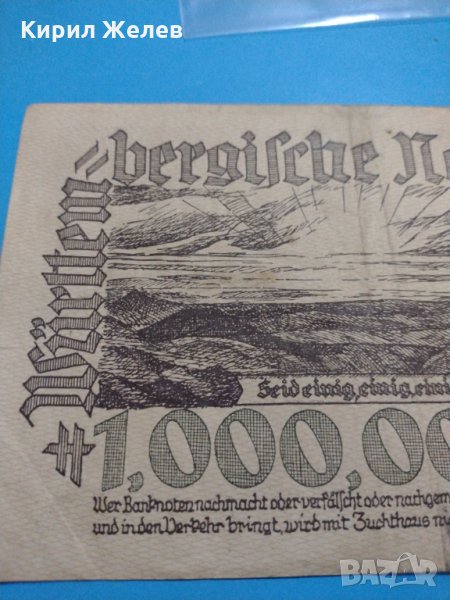 Кирил Желев
Württem=
bergische
Seid einig, einig,
1,000,00
Wer Banknoten nachmacht oder verfälscht oder nachgem
und in den Verkehr bringt, wird mit Zuchthaus
BAZAR